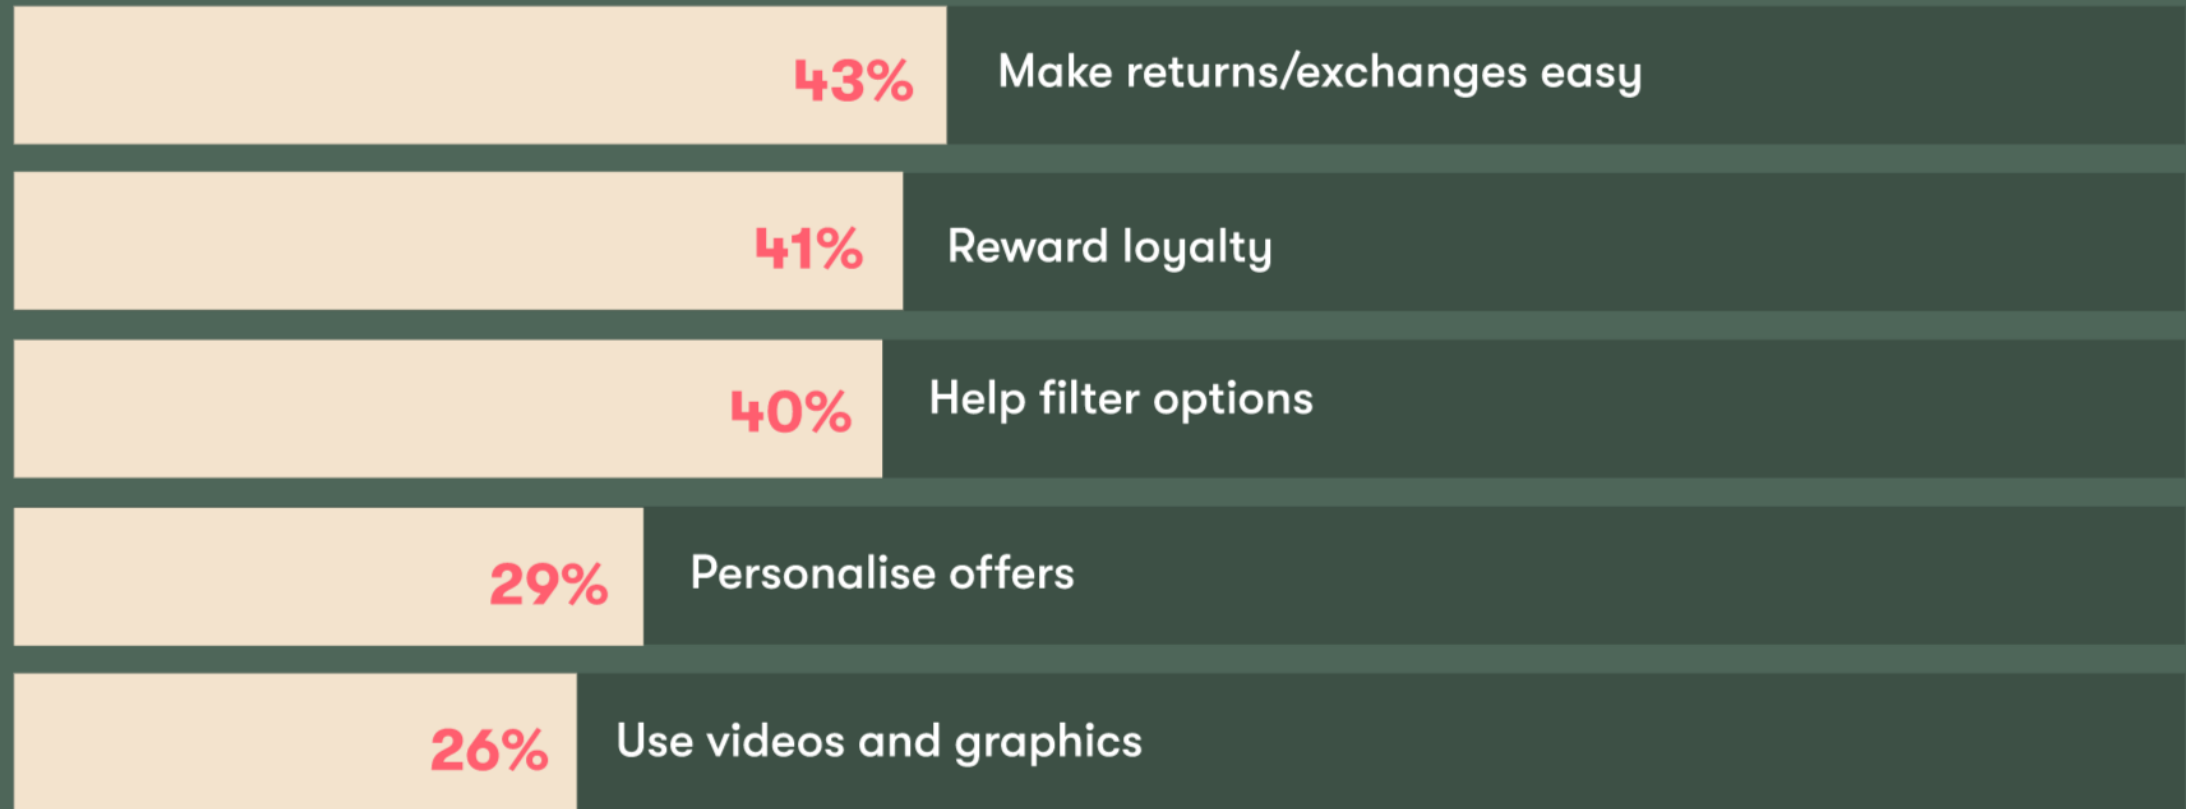 43% Make returns/exchanges easy
41% Reward loyalty
40% Help filter options
29% Personalise offers
26% Use videos and graphics